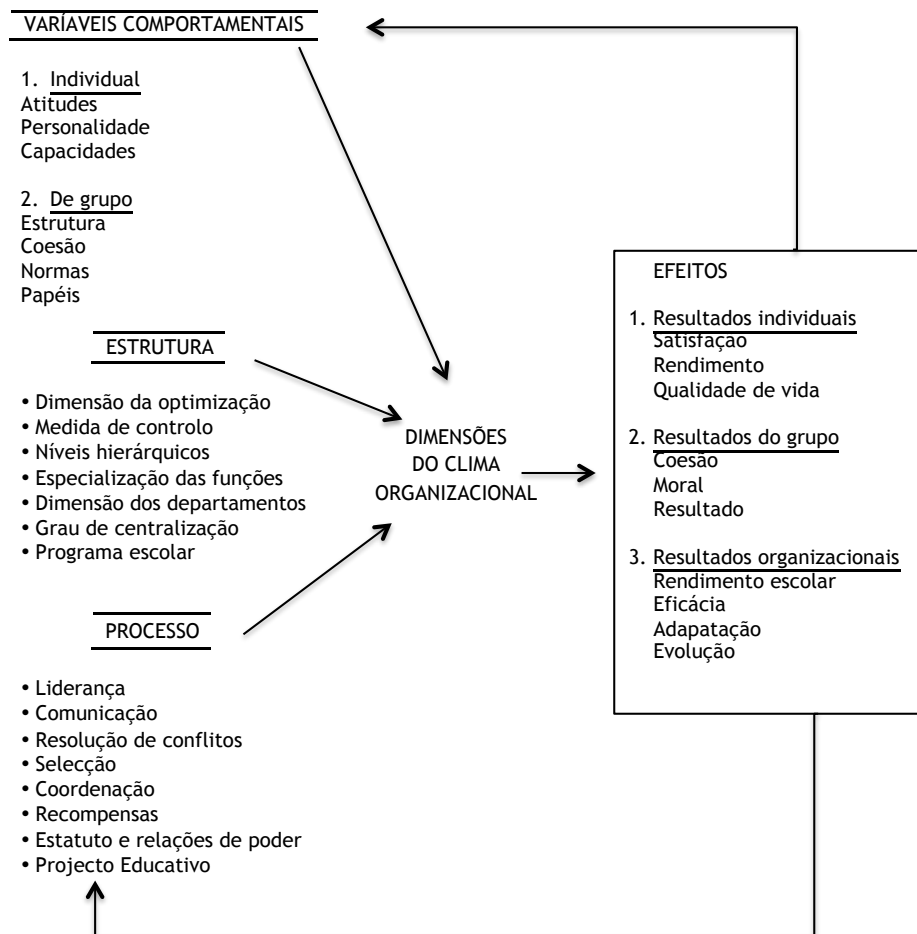 VARÍAVEIS COMPORTAMENTAIS
1. Individual
Atitudes
Personalidade
Capacidades
2. De grupo
Estrutura
Coesão
Normas
Papéis
ESTRUTURA
• Dimensão da optimização
• Medida de controlo
• Níveis hierárquicos
• Especialização das funções
• Dimensão dos departamentos
• Grau de centralização
• Programa escolar
PROCESSO
• Liderança
• Comunicação
• Resolução de conflitos
• Selecção
• Coordenação
• Recompensas
• Estatuto e relações de poder
• Projecto Educativo
DIMENSÕES
DO CLIMA
ORGANIZACIONAL
EFEITOS
1. Resultados individuais
Satisfação
Rendimento
Qualidade de vida
2. Resultados do grupo
Coesão
Moral
Resultado
3. Resultados organizacionais
Rendimento escolar
Eficácia
Adapatação
Evolução